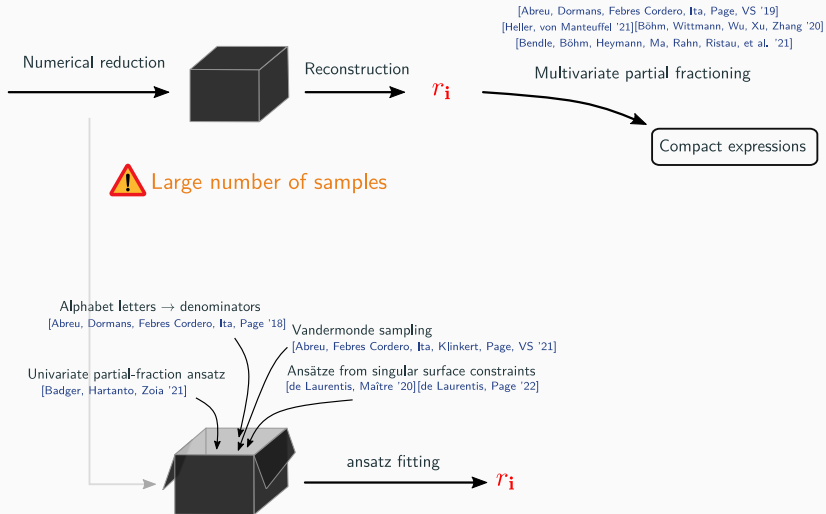 [Abreu, Dormans, Febres Cordero, Ita, Page, VS '19]
[Heller, von Manteuffel '21][Böhm, Wittmann, Wu, Xu, Zhang '20]
[Bendle, Böhm, Heymann, Ma, Rahn, Ristau, et al. '21]
Numerical reduction
Reconstruction
Multivariate partial fractioning
r_i
Compact expressions
! Large number of samples
Alphabet letters → denominators
[Abreu, Dormans, Febres Cordero, Ita, Page '18]
Vandermonde sampling
[Abreu, Febres Cordero, Ita, Klinkert, Page, VS '21]
Univariate partial-fraction ansatz
[Badger, Hartanto, Zoia '21]
Ansätze from singular surface constraints
[de Laurentis, Maître '20][de Laurentis, Page '22]
ansatz fitting
r_i